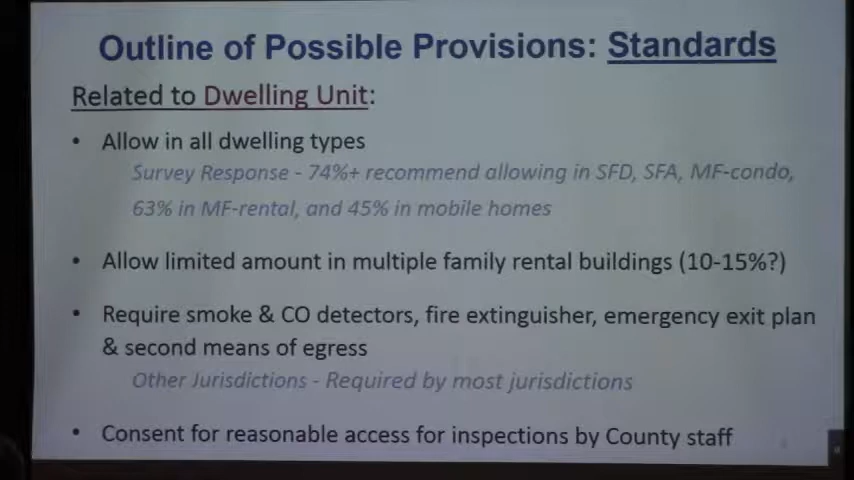 Outline of Possible Provisions: Standards
Related to Dwelling Unit:
• Allow in all dwelling types
Survey Response - 74%+ recommend allowing in SFD, SFA, MF-condo,
63% in MF-rental, and 45% in mobile homes
• Allow limited amount in multiple family rental buildings (10-15%?)
• Require smoke & CO detectors, fire extinguisher, emergency exit plan
& second means of egress
Other Jurisdictions - Required by most jurisdictions
• Consent for reasonable access for inspections by County staff